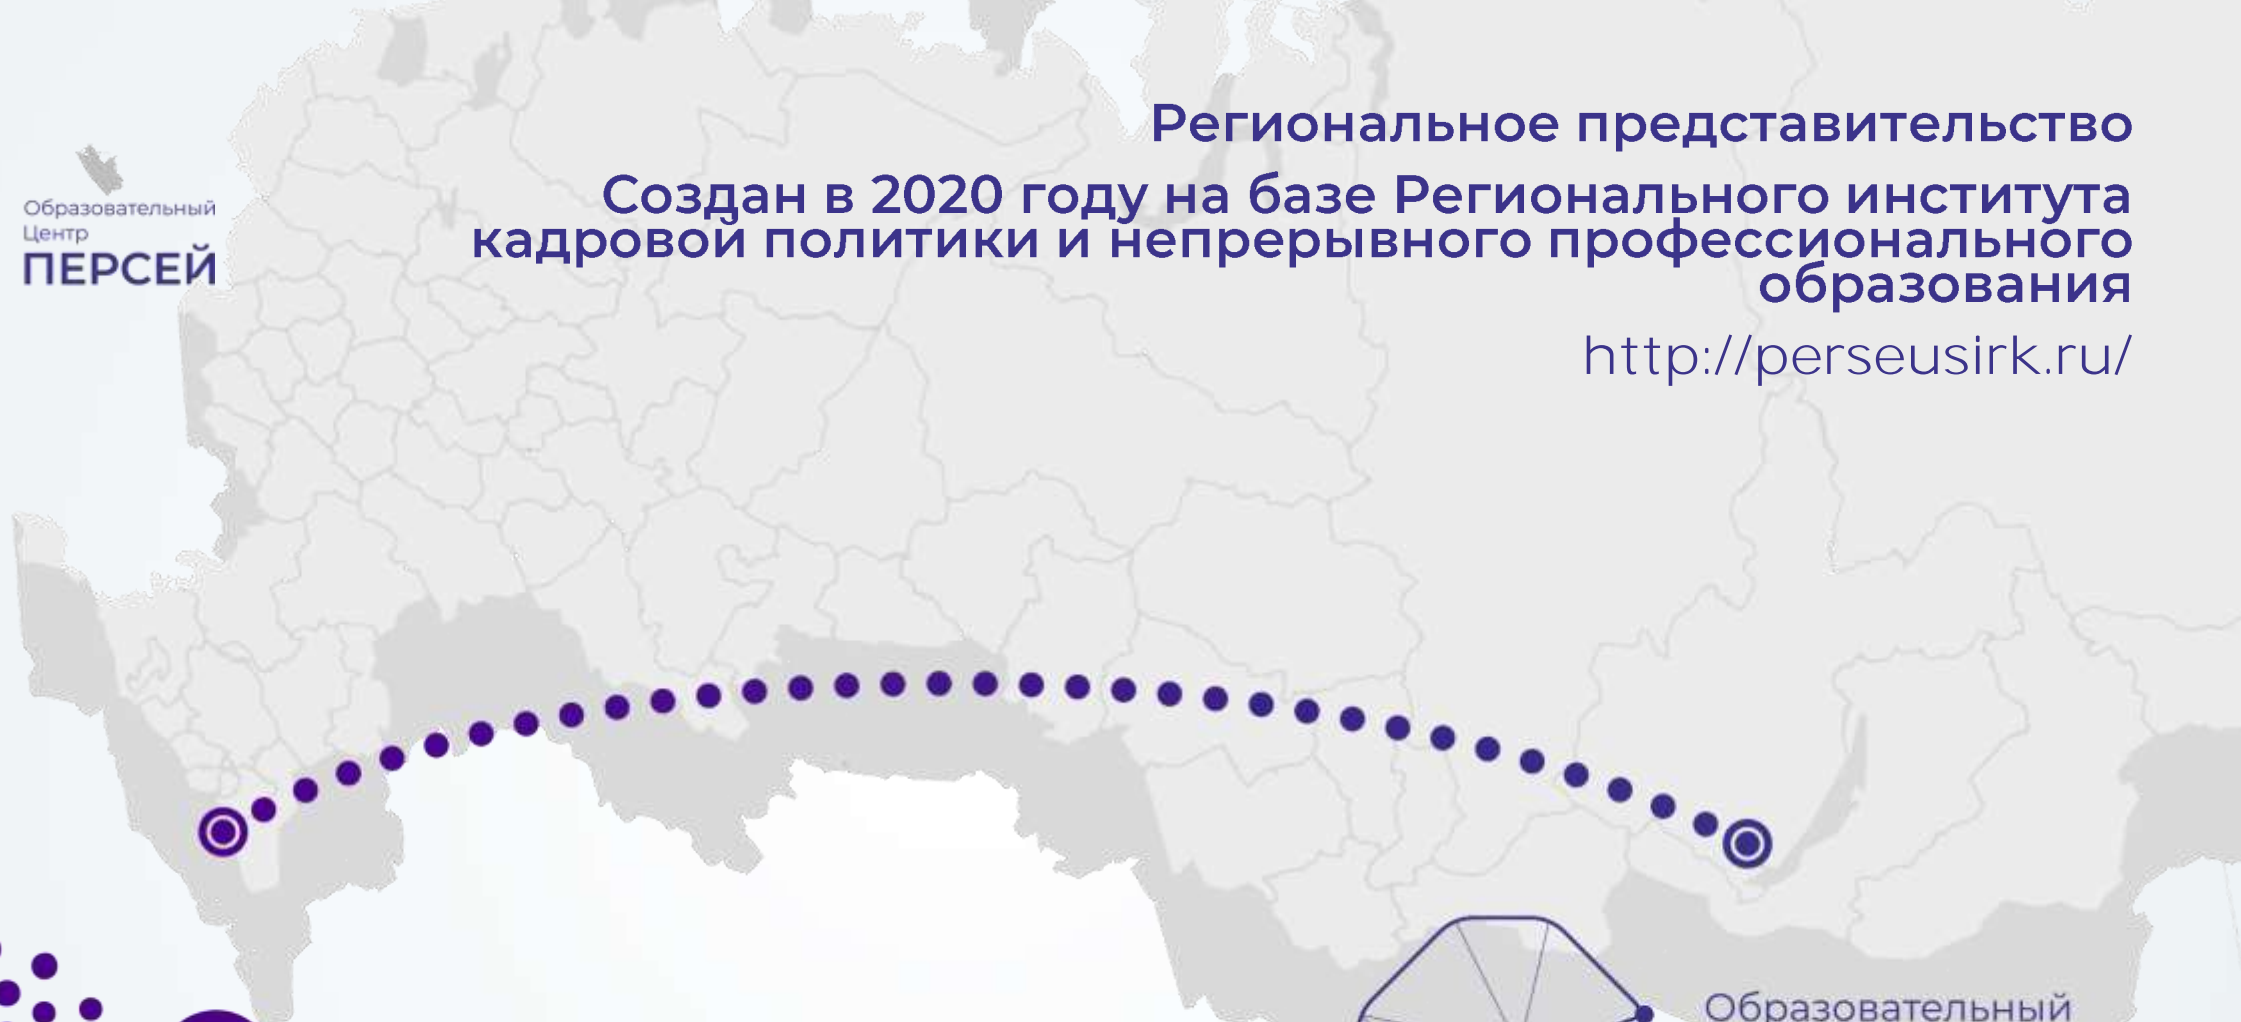 Региональное представительство
Создан в 2020 году на базе Регионального института
кадровой политики и непрерывного профессионального
образования
http://perseusirk.ru/
Образовательный
Центр
ПЕРСЕЙ
Образовательный